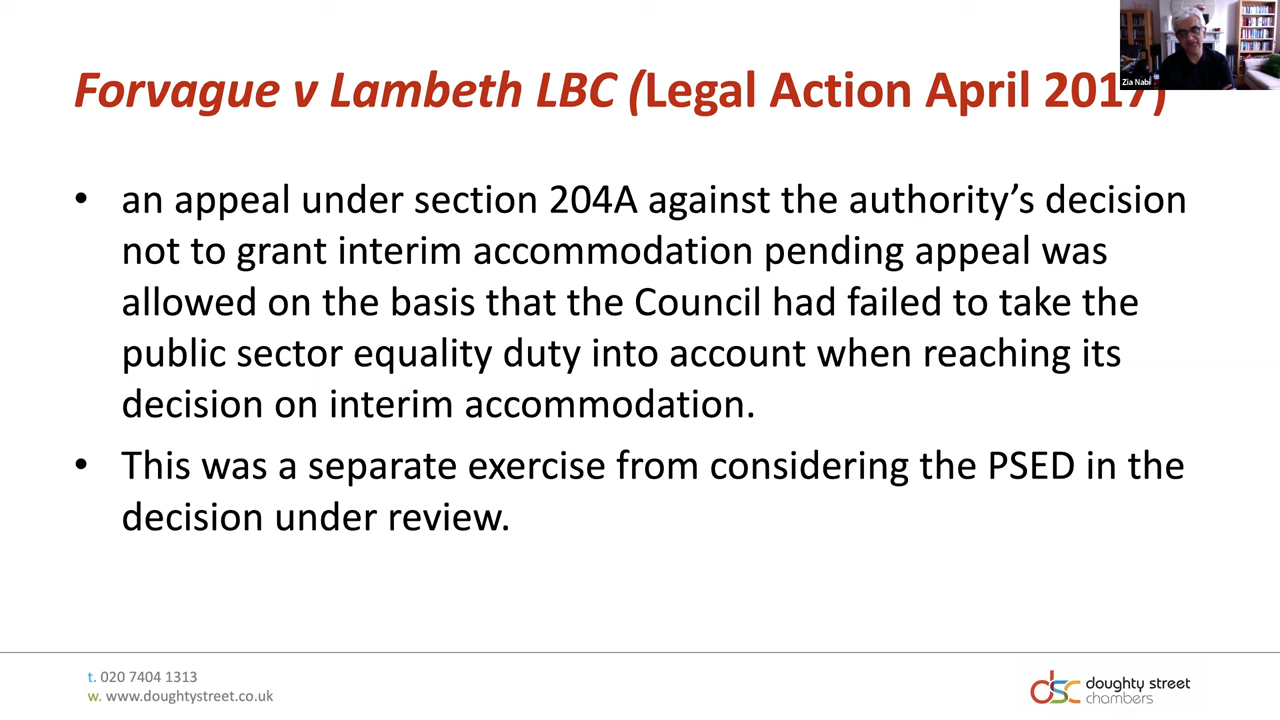 Zia Nabi
Forvague v Lambeth LBC (Legal Action April 2017)
• an appeal under section 204A against the authority’s decision
not to grant interim accommodation pending appeal was
allowed on the basis that the Council had failed to take the
public sector equality duty into account when reaching its
decision on interim accommodation.
• This was a separate exercise from considering the PSED in the
decision under review.
t. 020 7404 1313
w. www.doughtystreet.co.uk
dsc doughty street
chambers